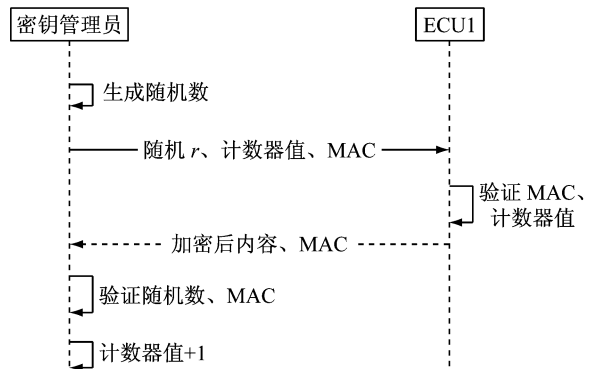 密钥管理员
ECU1
生成随机数
随机 r、计数器值、MAC
验证 MAC、
计数器值
加密后内容、MAC
验证随机数、MAC
计数器值+1